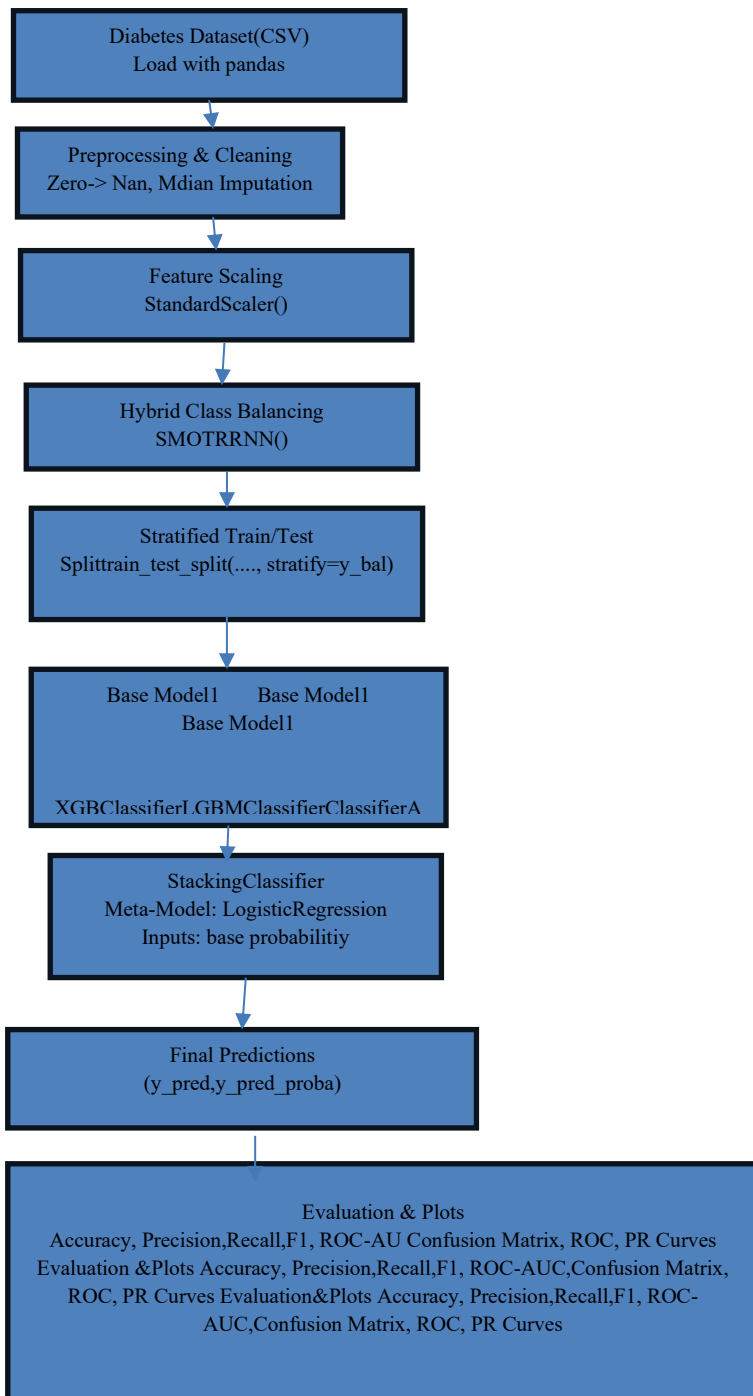 Diabetes Dataset(CSV)
Load with pandas
Preprocessing & Cleaning
Zero-> Nan, Mdian Imputation
Feature Scaling
StandardScaler()
Hybrid Class Balancing
SMOTRRNN()
Stratified Train/Test
Splittrain_test_split(...., stratify=y_bal)
Base Model1 Base Model1
Base Model1
XGBClassifierLGBMClassifierClassifierA
StackingClassifier
Meta-Model: LogisticRegression
Inputs: base probabilitiy
Final Predictions
(y_pred,y_pred_proba)
Evaluation & Plots
Accuracy, Precision,Recall,F1, ROC-AU Confusion Matrix, ROC, PR Curves
Evaluation &Plots Accuracy, Precision,Recall,F1, ROC-AUC,Confusion Matrix,
ROC, PR Curves Evaluation&Plots Accuracy, Precision,Recall,F1, ROC-
AUC,Confusion Matrix, ROC, PR Curves